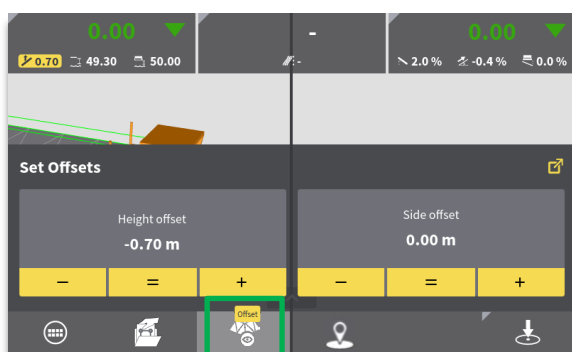 0.00 - 0.00
0.70 49.30 50.00 - 2.0 % -0.4 % 0.0 %
Set Offsets
Height offset Side offset
-0.70 m 0.00 m
− = + − = +
Offset